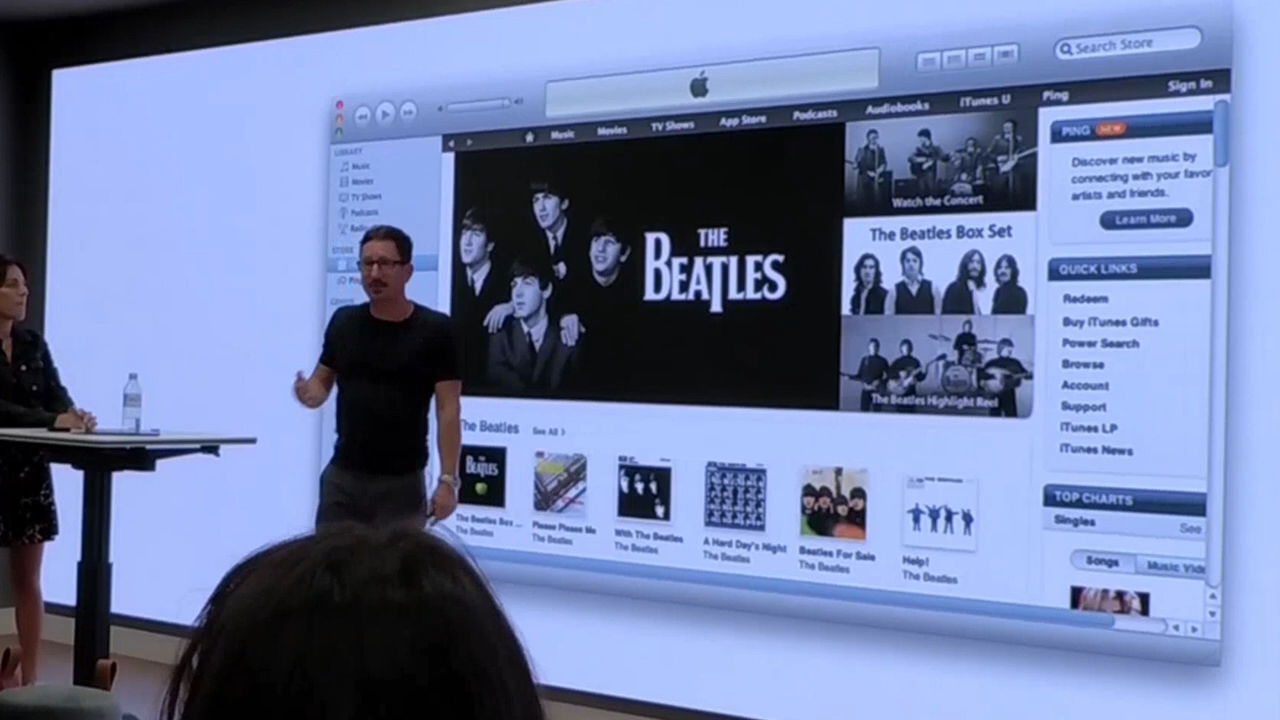 Search Store
Music
Movies
TV Shows
App Store
Podcasts
Audiobooks
iTunes U
Ping
Sign In
LIBRARY
Music
Movies
TV Shows
Podcasts
STORE
THE
BEATLES
Watch the Concert
The Beatles Box Set
The Beatles Highlight Reel
PING NEW
Discover new music by
connecting with your favor
artists and friends.
Learn More
QUICK LINKS
Redeem
Buy iTunes Gifts
Power Search
Browse
Account
Support
iTunes LP
iTunes News
The Beatles See All >
BEATLES
The Beatles Box ...
The Beatles
Please Please Me
The Beatles
With The Beatles
The Beatles
A Hard Day's Night
The Beatles
Beatles For Sale
The Beatles
Help!
The Beatles
TOP CHARTS
Singles See
Songs Music Vide